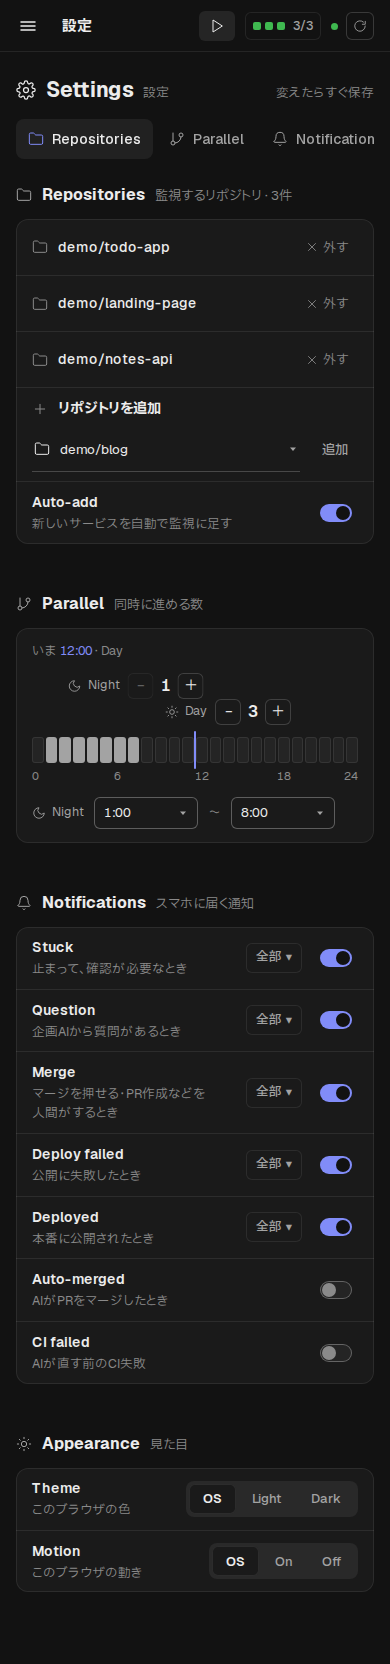 設定
3/3
Settings 設定 変えたらすぐ保存
Repositories Parallel Notification
Repositories 監視するリポジトリ · 3件
demo/todo-app × 外す
demo/landing-page × 外す
demo/notes-api × 外す
+ リポジトリを追加
demo/blog 追加
Auto-add
新しいサービスを自動で監視に足す
Parallel 同時に進める数
いま 12:00 · Day
Night − 1 +
Day − 3 +
0 6 12 18 24
Night 1:00 〜 8:00
Notifications スマホに届く通知
Stuck
止まって、確認が必要なとき
全部 ▾
Question
企画AIから質問があるとき
全部 ▾
Merge
マージを押せる・PR作成などを
人間がするとき
全部 ▾
Deploy failed
公開に失敗したとき
全部 ▾
Deployed
本番に公開されたとき
全部 ▾
Auto-merged
AIがPRをマージしたとき
CI failed
AIが直す前のCI失敗
Appearance 見た目
Theme
このブラウザの色
OS Light Dark
Motion
このブラウザの動き
OS On Off